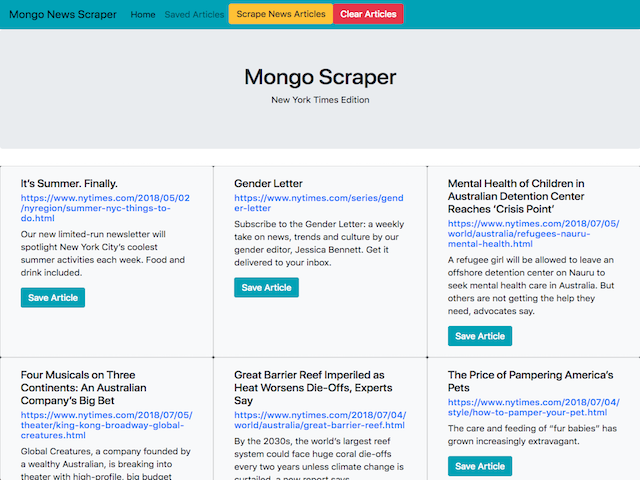 Mongo News Scraper Home Saved Articles Scrape News Articles Clear Articles
Mongo Scraper
New York Times Edition
It's Summer. Finally.
https://www.nytimes.com/2018/05/02
/nyregion/summer-nyc-things-to-
do.html
Our new limited-run newsletter will
spotlight New York City's coolest
summer activities each week. Food and
drink included.
Save Article
Gender Letter
https://www.nytimes.com/series/gend
er-letter
Subscribe to the Gender Letter: a weekly
take on news, trends and culture by our
gender editor, Jessica Bennett. Get it
delivered to your inbox.
Save Article
Mental Health of Children in
Australian Detention Center
Reaches ‘Crisis Point’
https://www.nytimes.com/2018/07/05/
world/australia/refugees-nauru-
mental-health.html
A refugee girl will be allowed to leave an
offshore detention center on Nauru to
seek mental health care in Australia. But
others are not getting the help they
need, advocates say.
Save Article
Four Musicals on Three
Continents: An Australian
Company's Big Bet
https://www.nytimes.com/2018/07/05/
theater/king-kong-broadway-global-
creatures.html
Global Creatures, a company founded by
a wealthy Australian, is breaking into
theater with high-profile, big budget
Great Barrier Reef Imperiled as
Heat Worsens Die-Offs, Experts
Say
https://www.nytimes.com/2018/07/04/
world/australia/great-barrier-reef.html
By the 2030s, the world's largest reef
system could face huge coral die-offs
every two years unless climate change is
curtailed, a new report says
The Price of Pampering America's
Pets
https://www.nytimes.com/2018/07/04/
style/how-to-pamper-your-pet.html
The care and feeding of “fur babies” has
grown increasingly extravagant.
Save Article